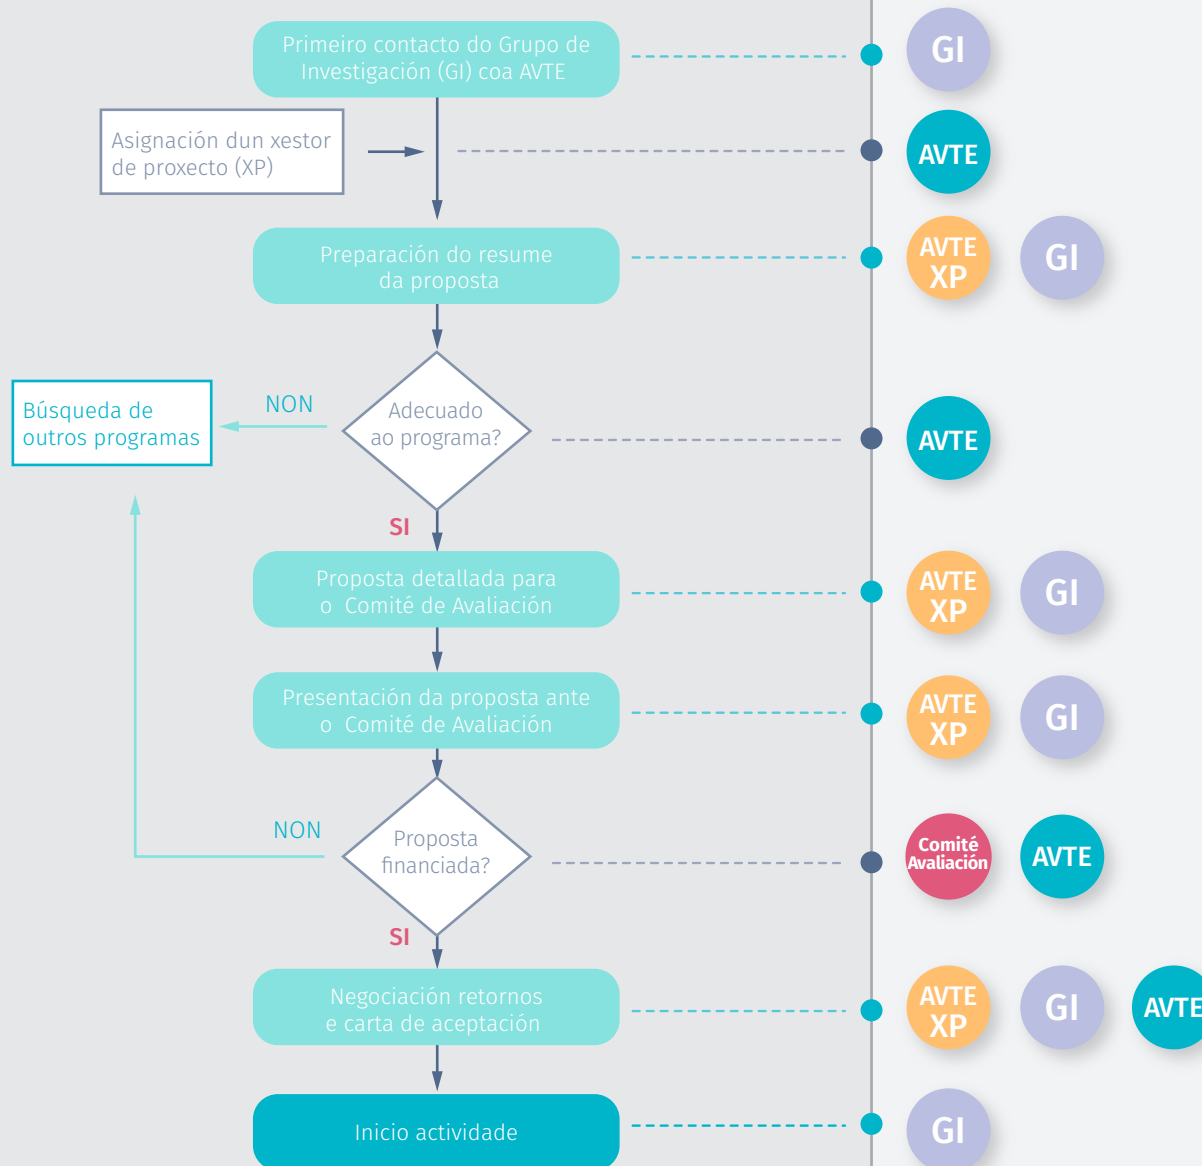 Primeiro contacto do Grupo de
Investigación (GI) coa AVTE
GI
Asignación dun xestor
de proxecto (XP)
AVTE
Preparación do resume
da proposta
AVTE
XP
GI
Búsqueda de
outros programas
NON
Adecuado
ao programa?
AVTE
SI
Proposta detallada para
o Comité de Avaliación
AVTE
XP
GI
Presentación da proposta ante
o Comité de Avaliación
AVTE
XP
GI
NON
Proposta
financiada?
Comité
Avaliación
AVTE
SI
Negociación retornos
e carta de aceptación
AVTE
XP
GI
AVTE
Inicio actividade
GI